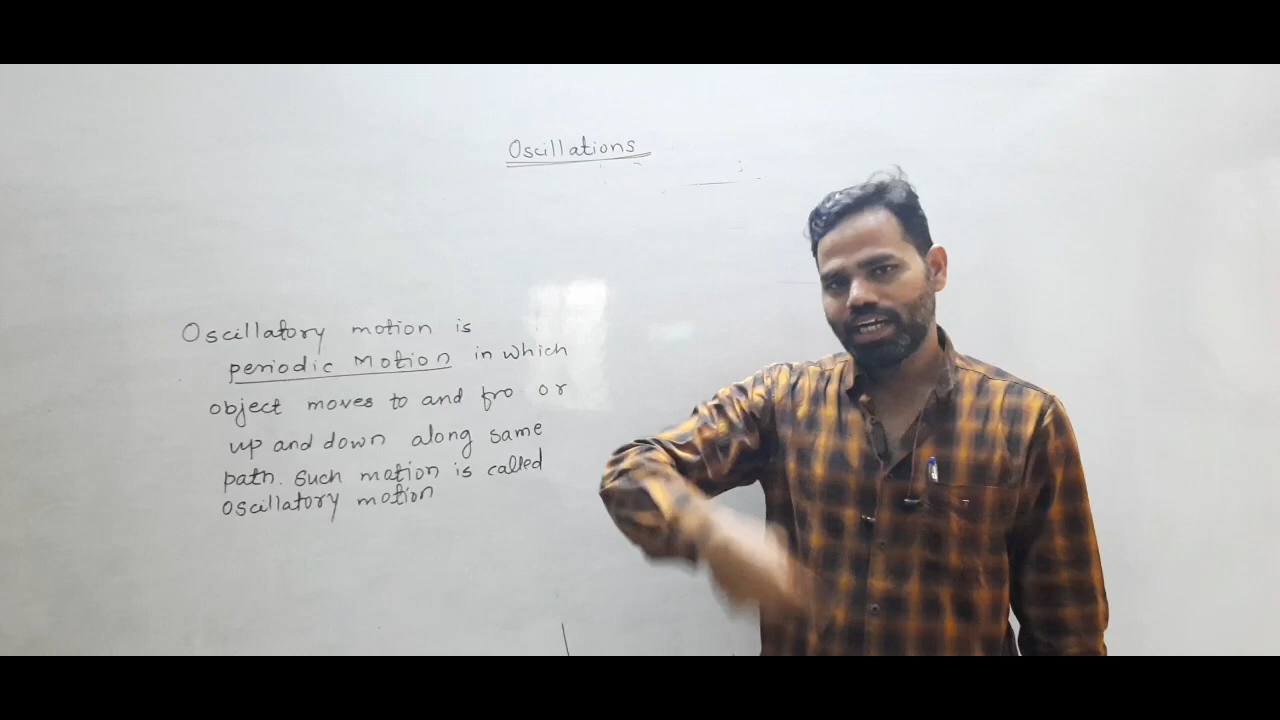 Oscillations
Oscillatory motion is
periodic Motion in which
object moves to and fro or
up and down along same
path. Such motion is called
oscillatory motion